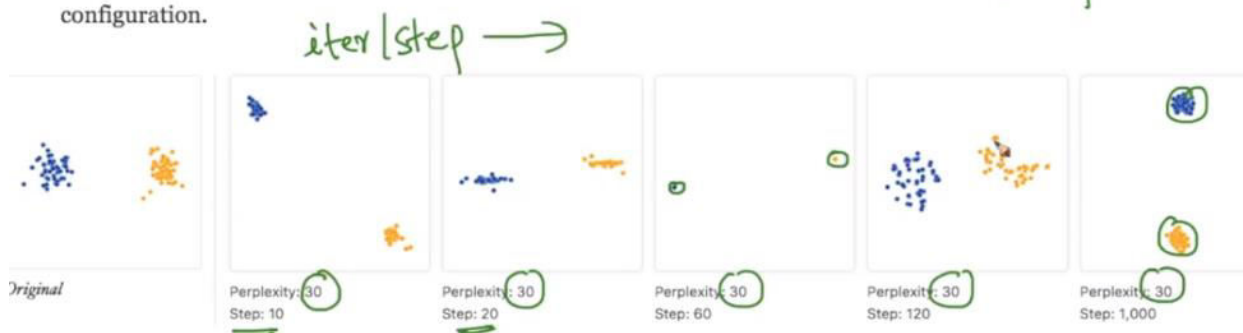 configuration.
iter/step →
Original
Perplexity: 30
Step: 10
Perplexity: 30
Step: 20
Perplexity: 30
Step: 60
Perplexity: 30
Step: 120
Perplexity: 30
Step: 1,000